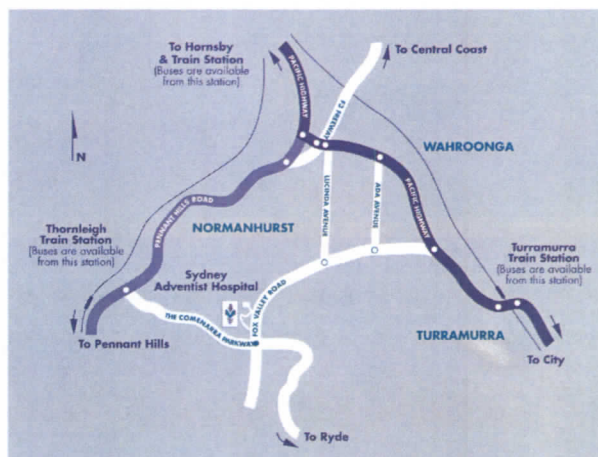 To Hornsby
& Train Station
(Buses are available
from this station)
To Central Coast
PACIFIC HIGHWAY
F3 FREEWAY
WAHROONGA
N
PENNANT HILLS ROAD
LUCINDA AVENUE
ADA AVENUE
PACIFIC HIGHWAY
NORMANHURST
Thornleigh
Train Station
(Buses are available
from this station)
Turramurra
Train Station
(Buses are available
from this station)
Sydney
Adventist Hospital
FOX VALLEY ROAD
THE COMENARRA PARKWAY
To Pennant Hills
TURRAMURRA
To City
To Ryde